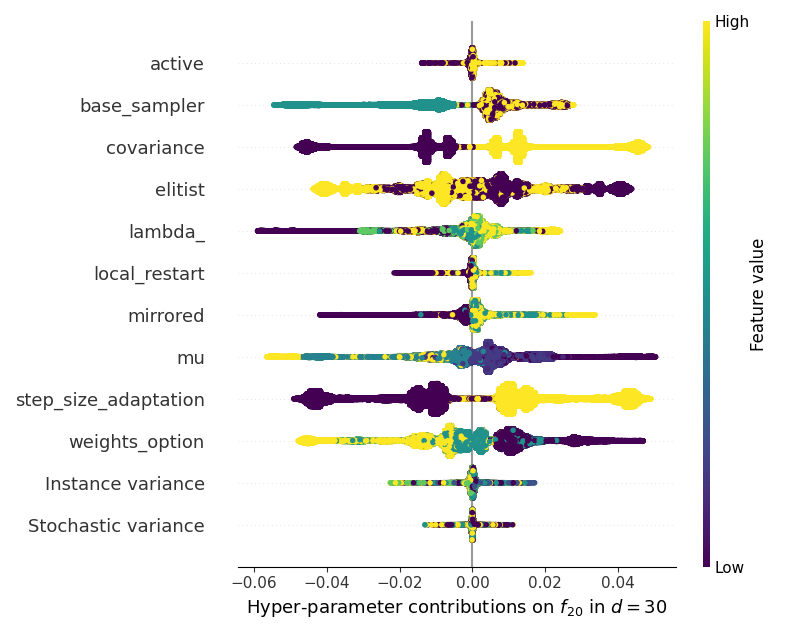 High
active
base_sampler
covariance
elitist
lambda_
local_restart
mirrored
mu
step_size_adaptation
weights_option
Instance variance
Stochastic variance
Feature value
Low
−0.06 −0.04 −0.02 0.00 0.02 0.04
Hyper-parameter contributions on f₂₀ in d = 30